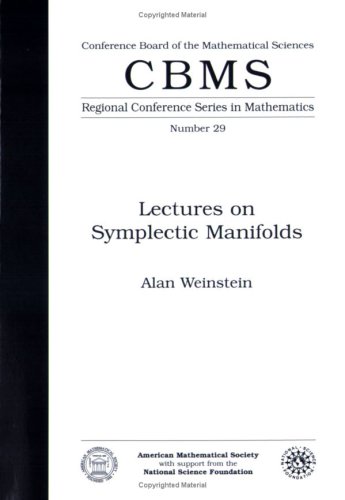 [Copyrighted Material]
Conference Board of the Mathematical Sciences
CBMS
Regional Conference Series in Mathematics
Number 29
Lectures on
Symplectic Manifolds
Alan Weinstein
American Mathematical Society
with support from the
National Science Foundation
[Copyrighted Material]